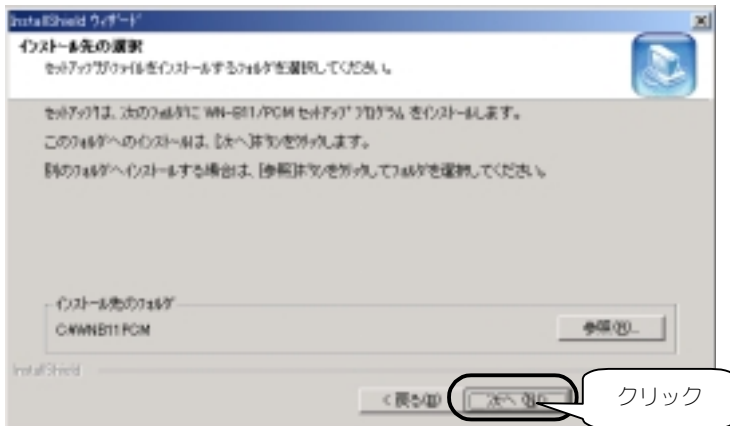 InstallShield ウィザード
インストール先の選択
セットアップがファイルをインストールするフォルダを選択してください。
セットアップは、次のフォルダに WN-B11/PCM セットアップ プログラム をインストールします。
このフォルダへのインストールは、[次へ]ボタンをクリックします。
別のフォルダへインストールする場合は、[参照]ボタンをクリックしてフォルダを選択してください。
インストール先のフォルダ
C:¥WNB11PCM
参照(R)...
InstallShield
< 戻る(B)
次へ(N)>
クリック